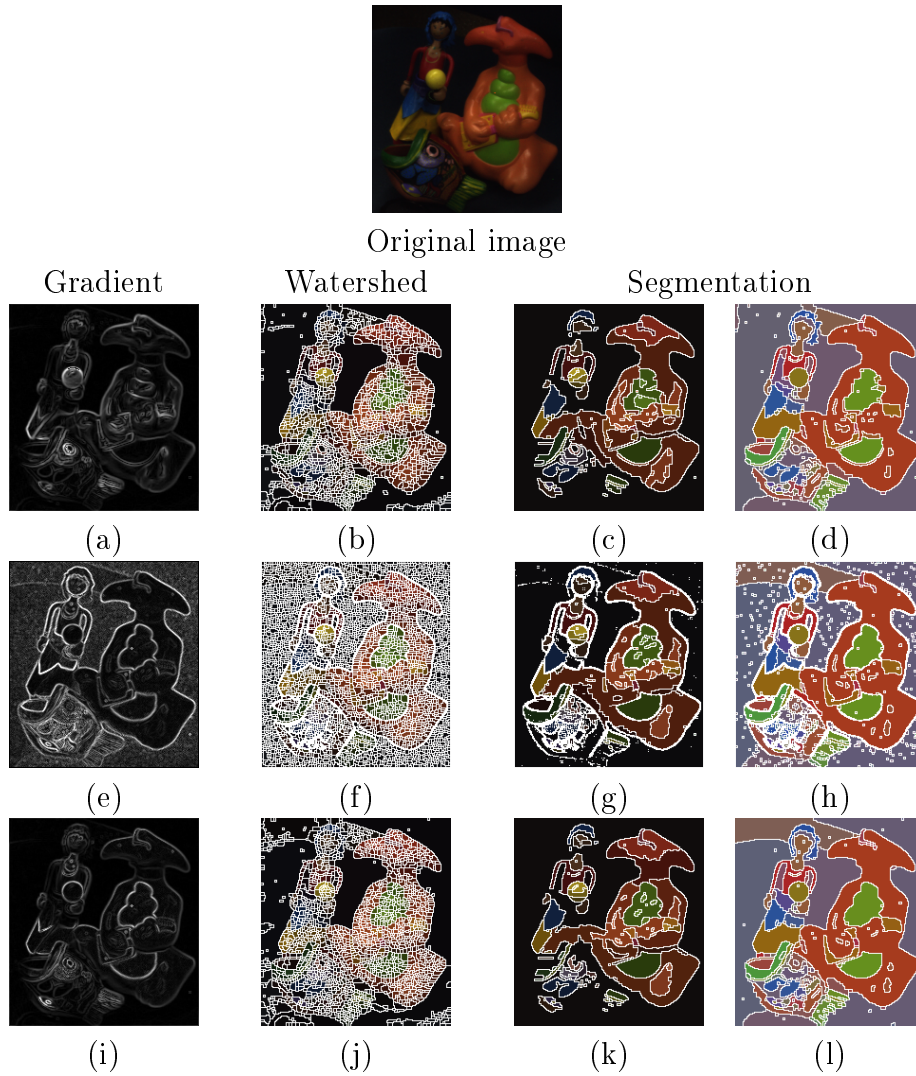 Original image
Gradient Watershed Segmentation
(a) (b) (c) (d)
(e) (f) (g) (h)
(i) (j) (k) (l)